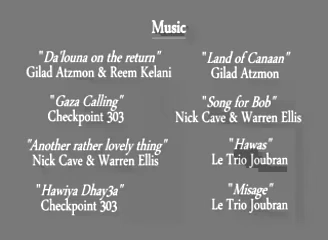 Music
"Da'louna on the return"
Gilad Atzmon & Reem Kelani
"Gaza Calling"
Checkpoint 303
"Another rather lovely thing"
Nick Cave & Warren Ellis
"Hawiya Dhay3a"
Checkpoint 303
"Land of Canaan"
Gilad Atzmon
"Song for Bob"
Nick Cave & Warren Ellis
"Hawas"
Le Trio Joubran
"Misage"
Le Trio Joubran